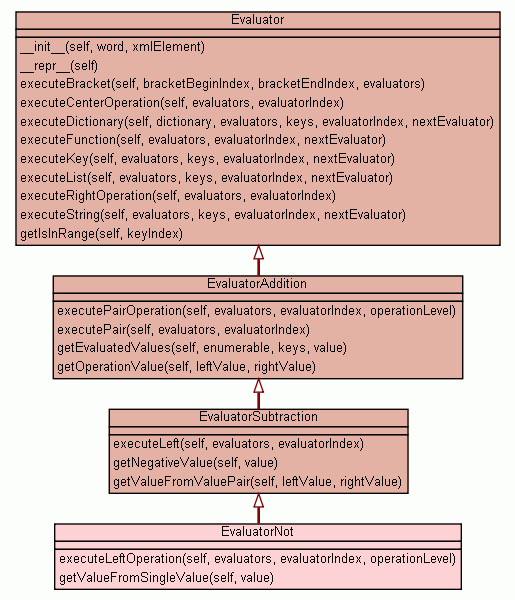 Evaluator
__init__(self, word, xmlElement)
__repr__(self)
executeBracket(self, bracketBeginIndex, bracketEndIndex, evaluators)
executeCenterOperation(self, evaluators, evaluatorIndex)
executeDictionary(self, dictionary, evaluators, keys, evaluatorIndex, nextEvaluator)
executeFunction(self, evaluators, evaluatorIndex, nextEvaluator)
executeKey(self, evaluators, keys, evaluatorIndex, nextEvaluator)
executeList(self, evaluators, keys, evaluatorIndex, nextEvaluator)
executeRightOperation(self, evaluators, evaluatorIndex)
executeString(self, evaluators, keys, evaluatorIndex, nextEvaluator)
getIsInRange(self, keyIndex)
EvaluatorAddition
executePairOperation(self, evaluators, evaluatorIndex, operationLevel)
executePair(self, evaluators, evaluatorIndex)
getEvaluatedValues(self, enumerable, keys, value)
getOperationValue(self, leftValue, rightValue)
EvaluatorSubtraction
executeLeft(self, evaluators, evaluatorIndex)
getNegativeValue(self, value)
getValueFromValuePair(self, leftValue, rightValue)
EvaluatorNot
executeLeftOperation(self, evaluators, evaluatorIndex, operationLevel)
getValueFromSingleValue(self, value)